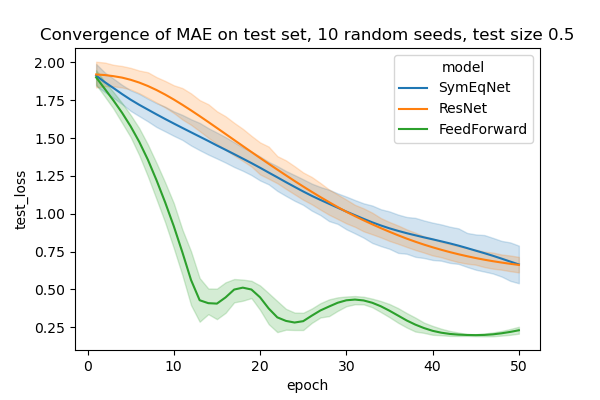 Convergence of MAE on test set, 10 random seeds, test size 0.5
model
SymEqNet
ResNet
FeedForward
test_loss
2.00
1.75
1.50
1.25
1.00
0.75
0.50
0.25
0
10
20
30
40
50
epoch